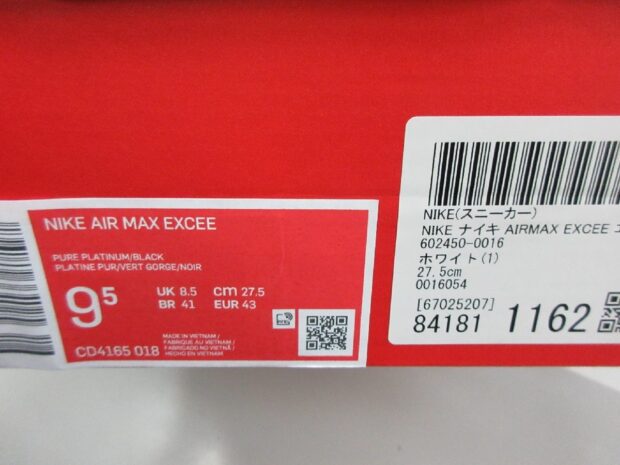 NIKE AIR MAX EXCEE
PURE PLATINUM/BLACK
PLATINE PUR/VERT GORGE/NOIR
9⁵
UK 8.5 cm 27.5
BR 41 EUR 43
MADE IN VIETNAM /
FABRIQUÉ AU VIETNAM /
FABRICADO NO VIETNÃ /
HECHO EN VIETNAM
CD4165 018
NIKE(スニーカー)
NIKE ナイキ AIRMAX EXCEE エ
602450-0016
ホワイト(1)
27.5cm
0016054
[67025207]
84181 1162